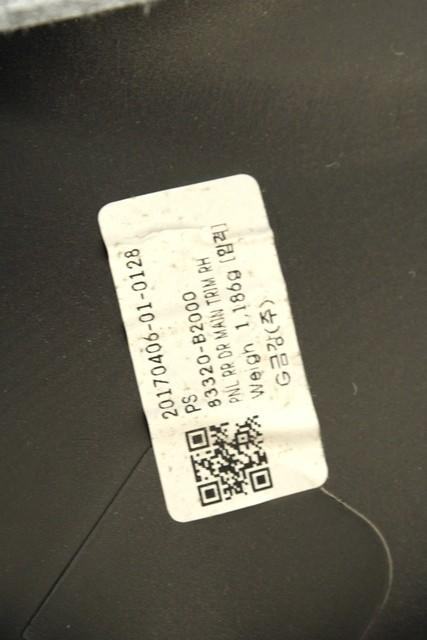 20170406-01-0128
PS
83320-B2000
PNL RR DR MAIN TRIM RH
Weigh 1,186g [합격]
G금강(주)